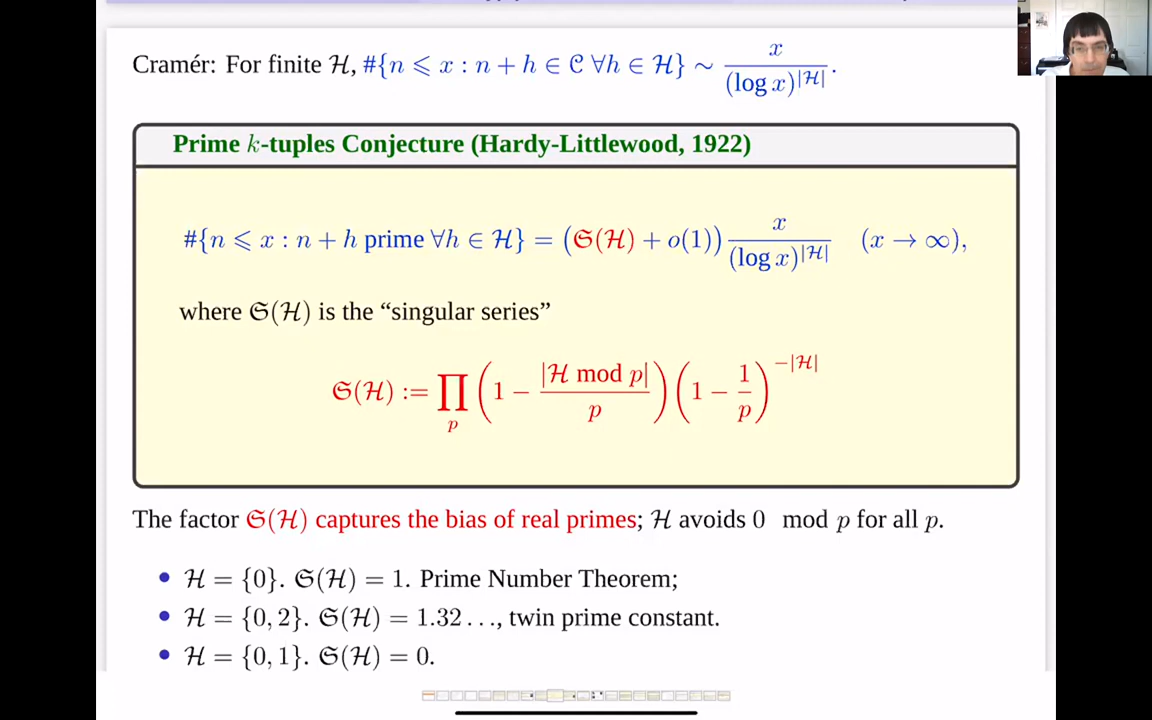 Cramér: For finite ℋ, #{n ⩽ x : n + h ∈ 𝒞 ∀h ∈ ℋ} ∼ x / (log x)^{|ℋ|}.
Prime k-tuples Conjecture (Hardy-Littlewood, 1922)
#{n ⩽ x : n + h prime ∀h ∈ ℋ} = (𝔖(ℋ) + o(1)) x / (log x)^{|ℋ|} (x → ∞),
where 𝔖(ℋ) is the “singular series”
𝔖(ℋ) := ∏_p (1 − |ℋ mod p| / p) (1 − 1/p)^{−|ℋ|}
The factor 𝔖(ℋ) captures the bias of real primes; ℋ avoids 0 mod p for all p.
• ℋ = {0}. 𝔖(ℋ) = 1. Prime Number Theorem;
• ℋ = {0, 2}. 𝔖(ℋ) = 1.32 . . ., twin prime constant.
• ℋ = {0, 1}. 𝔖(ℋ) = 0.